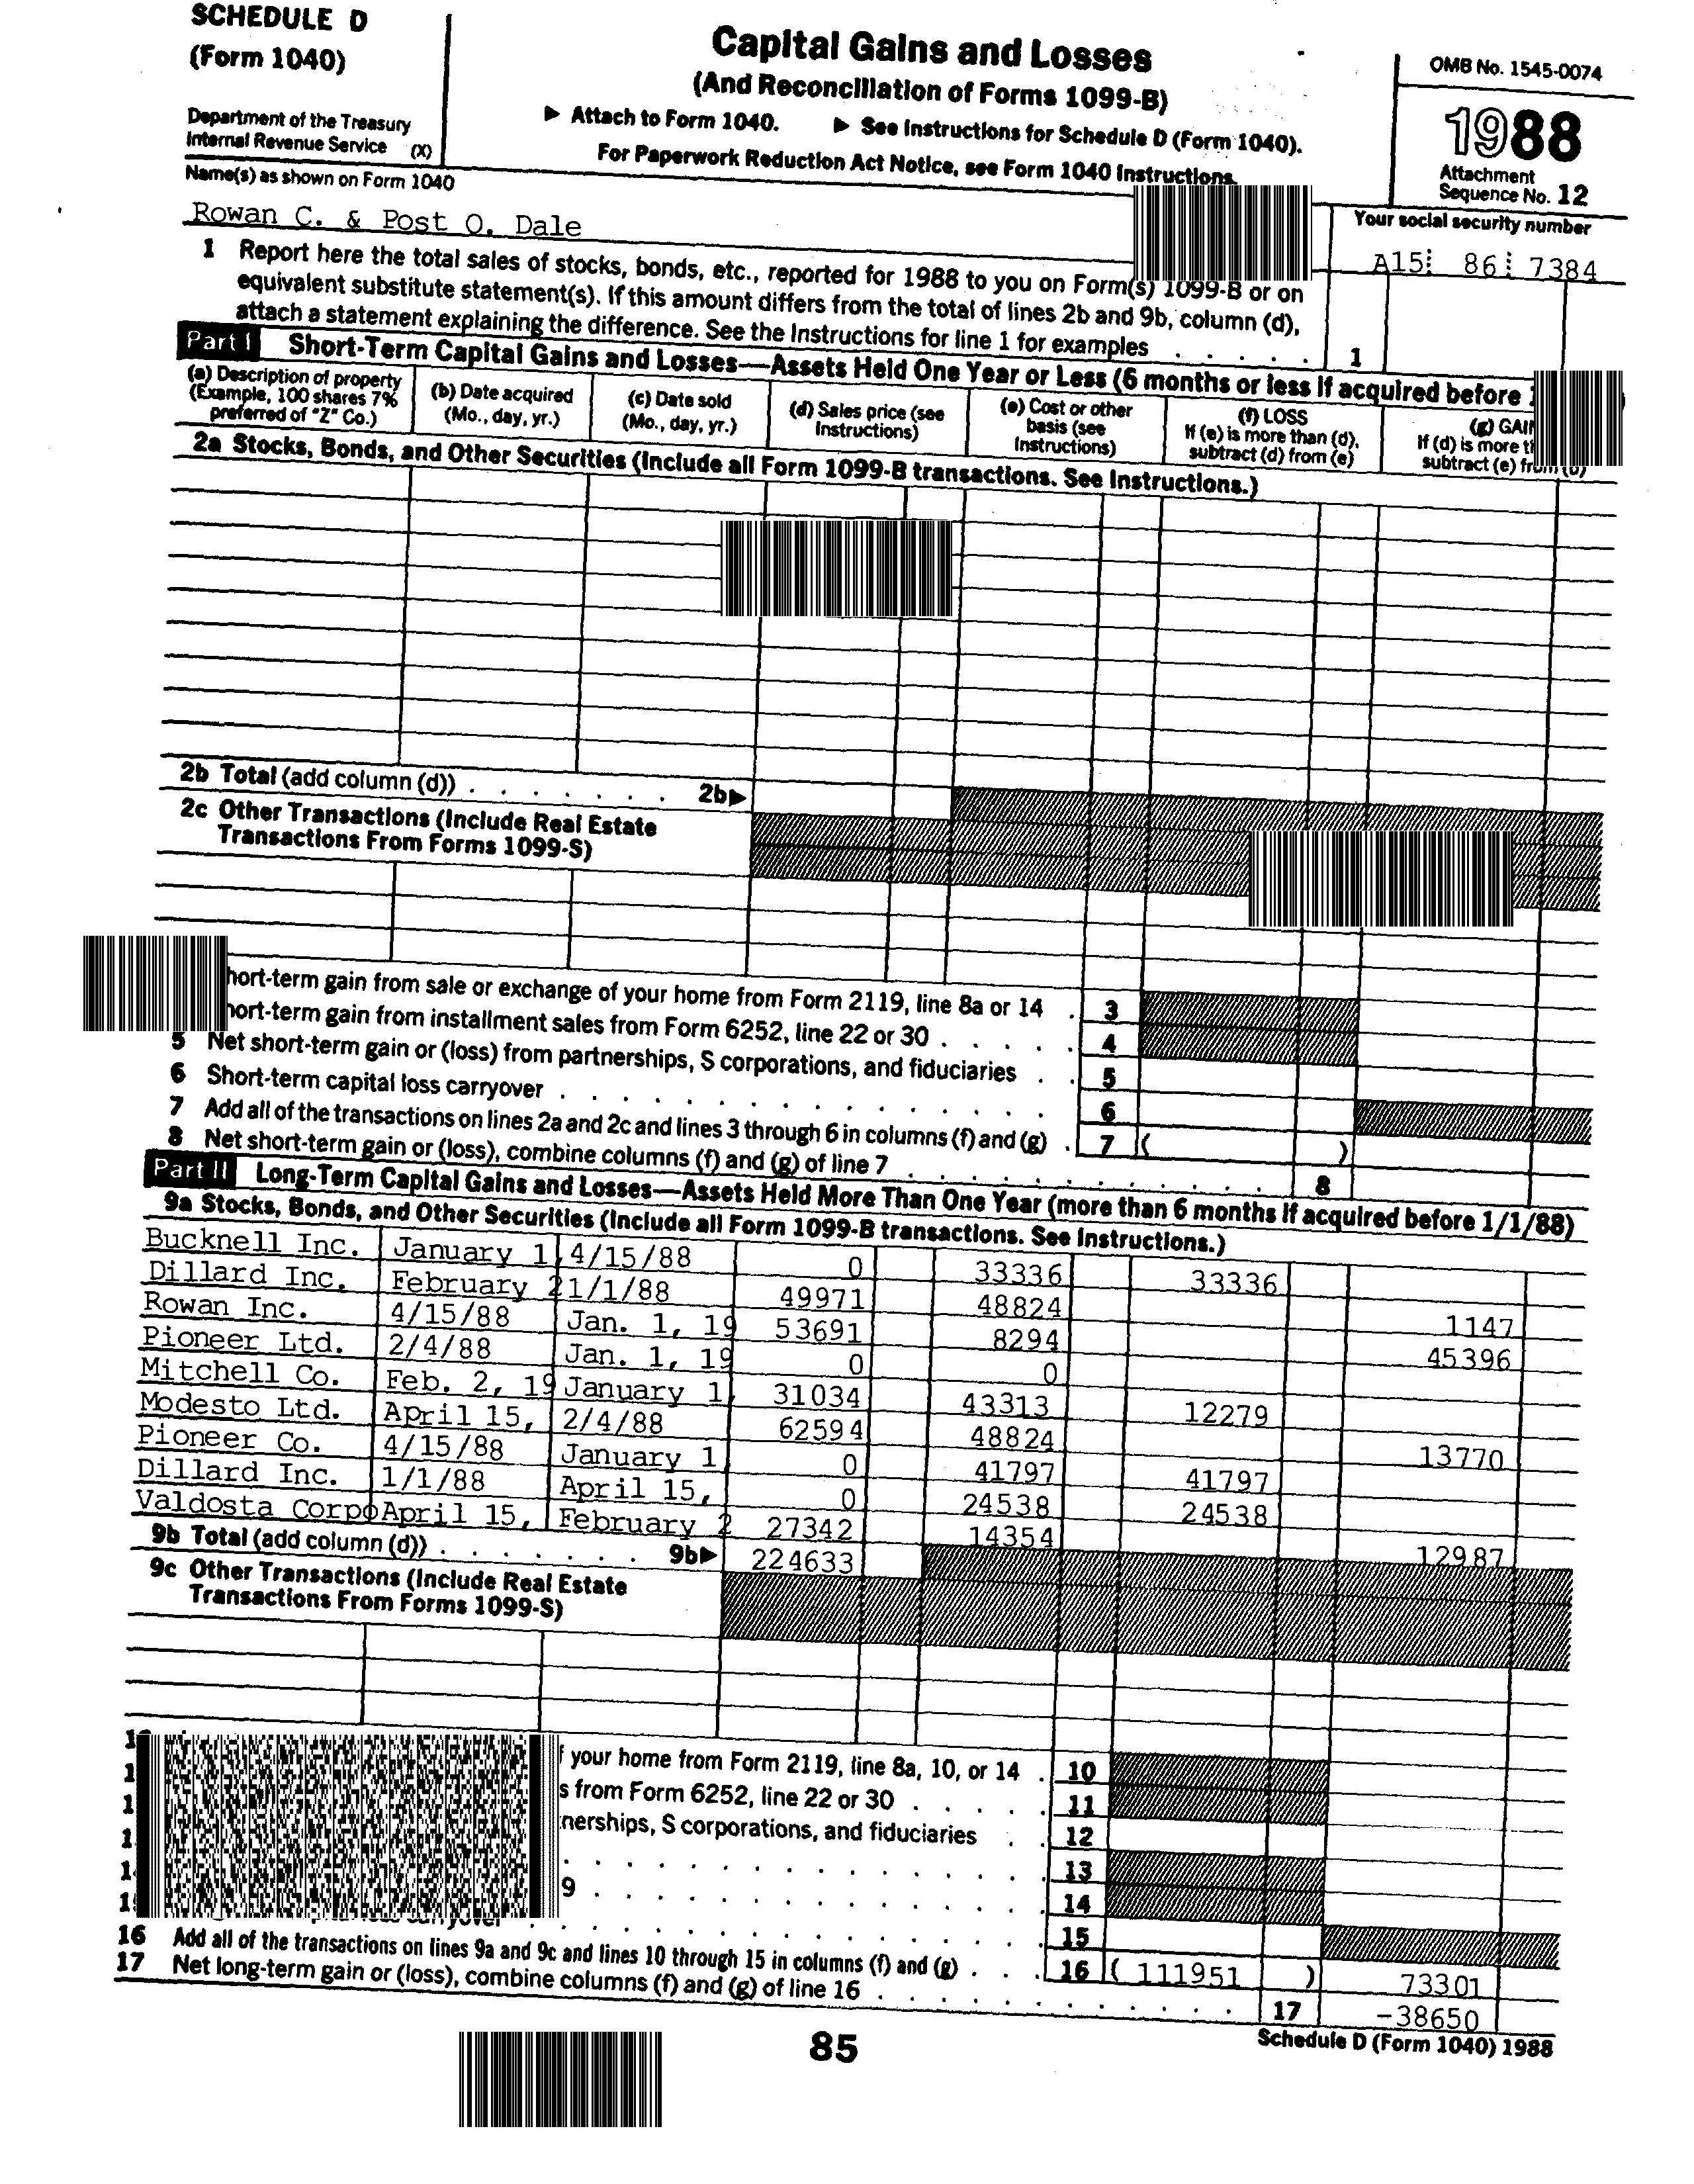 SCHEDULE D
(Form 1040)
Department of the Treasury
Internal Revenue Service (X)
Capital Gains and Losses
(And Reconciliation of Forms 1099-B)
▶ Attach to Form 1040. ▶ See Instructions for Schedule D (Form 1040).
For Paperwork Reduction Act Notice, see Form 1040 Instructions.
OMB No. 1545-0074
1988
Attachment
Sequence No. 12
Name(s) as shown on Form 1040
Rowan C. & Post O. Dale
Your social security number
A15 86 7384
1 Report here the total sales of stocks, bonds, etc., reported for 1988 to you on Form(s) 1099-B or on
equivalent substitute statement(s). If this amount differs from the total of lines 2b and 9b, column (d),
attach a statement explaining the difference. See the Instructions for line 1 for examples . . . . . 1
Part I Short-Term Capital Gains and Losses—Assets Held One Year or Less (6 months or less if acquired before
(a) Description of property
(Example, 100 shares 7%
preferred of "Z" Co.)
(b) Date acquired
(Mo., day, yr.)
(c) Date sold
(Mo., day, yr.)
(d) Sales price (see
Instructions)
(e) Cost or other
basis (see
Instructions)
(f) LOSS
If (e) is more than (d),
subtract (d) from (e)
(g)
If (d) is more
subtract (e)
2a Stocks, Bonds, and Other Securities (Include all Form 1099-B transactions. See Instructions.)
2b Total (add column (d)) . . . . . . . 2b▶
2c Other Transactions (Include Real Estate
Transactions From Forms 1099-S)
hort-term gain from sale or exchange of your home from Form 2119, line 8a or 14 . 3
hort-term gain from installment sales from Form 6252, line 22 or 30 . . . . . 4
5 Net short-term gain or (loss) from partnerships, S corporations, and fiduciaries . . 5
6 Short-term capital loss carryover . . . . . . . . . . . . . . . 6
7 Add all of the transactions on lines 2a and 2c and lines 3 through 6 in columns (f) and (g) . 7 ( )
8 Net short-term gain or (loss), combine columns (f) and (g) of line 7 . . . . . . . . . . . . 8
Part II Long-Term Capital Gains and Losses—Assets Held More Than One Year (more than 6 months if acquired before 1/1/88)
9a Stocks, Bonds, and Other Securities (Include all Form 1099-B transactions. See Instructions.)
Bucknell Inc. January 1, 4/15/88 0 33336 33336
Dillard Inc. February 2 1/1/88 49971 48824 1147
Rowan Inc. 4/15/88 Jan. 1, 19 53691 8294 45396
Pioneer Ltd. 2/4/88 Jan. 1, 19 0 0
Mitchell Co. Feb. 2, 19 January 1, 31034 43313 12279
Modesto Ltd. April 15, 2/4/88 62594 48824 13770
Pioneer Co. 4/15/88 January 1, 0 41797 41797
Dillard Inc. 1/1/88 April 15, 0 24538 24538
Valdosta Corpo April 15, February 2 27342 14354 12987
9b Total (add column (d)) . . . . . . . 9b▶ 224633
9c Other Transactions (Include Real Estate
Transactions From Forms 1099-S)
f your home from Form 2119, line 8a, 10, or 14 . 10
s from Form 6252, line 22 or 30 . . . . . 11
nerships, S corporations, and fiduciaries . . 12
13
9 . . . . . . . . . . . 14
15
16 Add all of the transactions on lines 9a and 9c and lines 10 through 15 in columns (f) and (g) . . . 16 ( 111951 ) 73301
17 Net long-term gain or (loss), combine columns (f) and (g) of line 16 . . . . . . . . . . . . 17 -38650
85
Schedule D (Form 1040) 1988